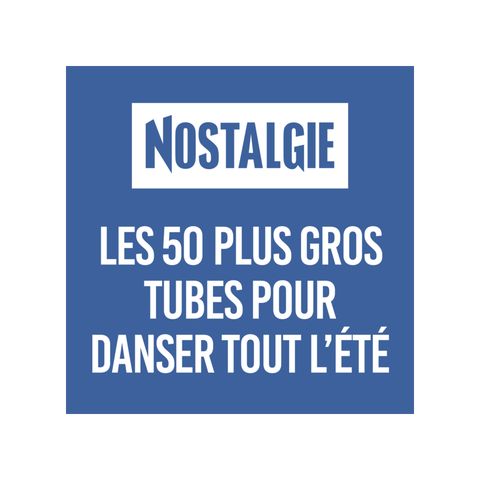 NOSTALGIE
LES 50 PLUS GROS
TUBES POUR
DANSER TOUT L'ÉTÉ